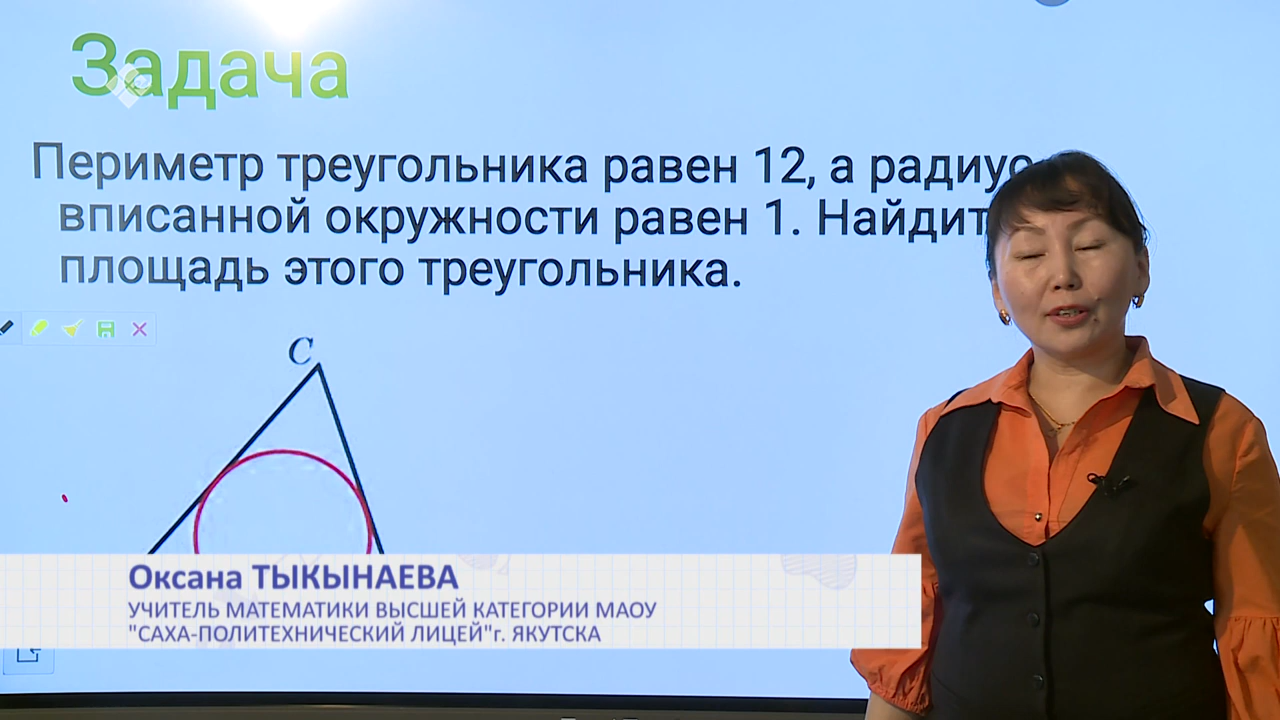 Задача
Периметр треугольника равен 12, а радиус
вписанной окружности равен 1. Найдит
площадь этого треугольника.
C
Оксана ТЫКЫНАЕВА
УЧИТЕЛЬ МАТЕМАТИКИ ВЫСШЕЙ КАТЕГОРИИ МАОУ
"САХА-ПОЛИТЕХНИЧЕСКИЙ ЛИЦЕЙ"г. ЯКУТСКА